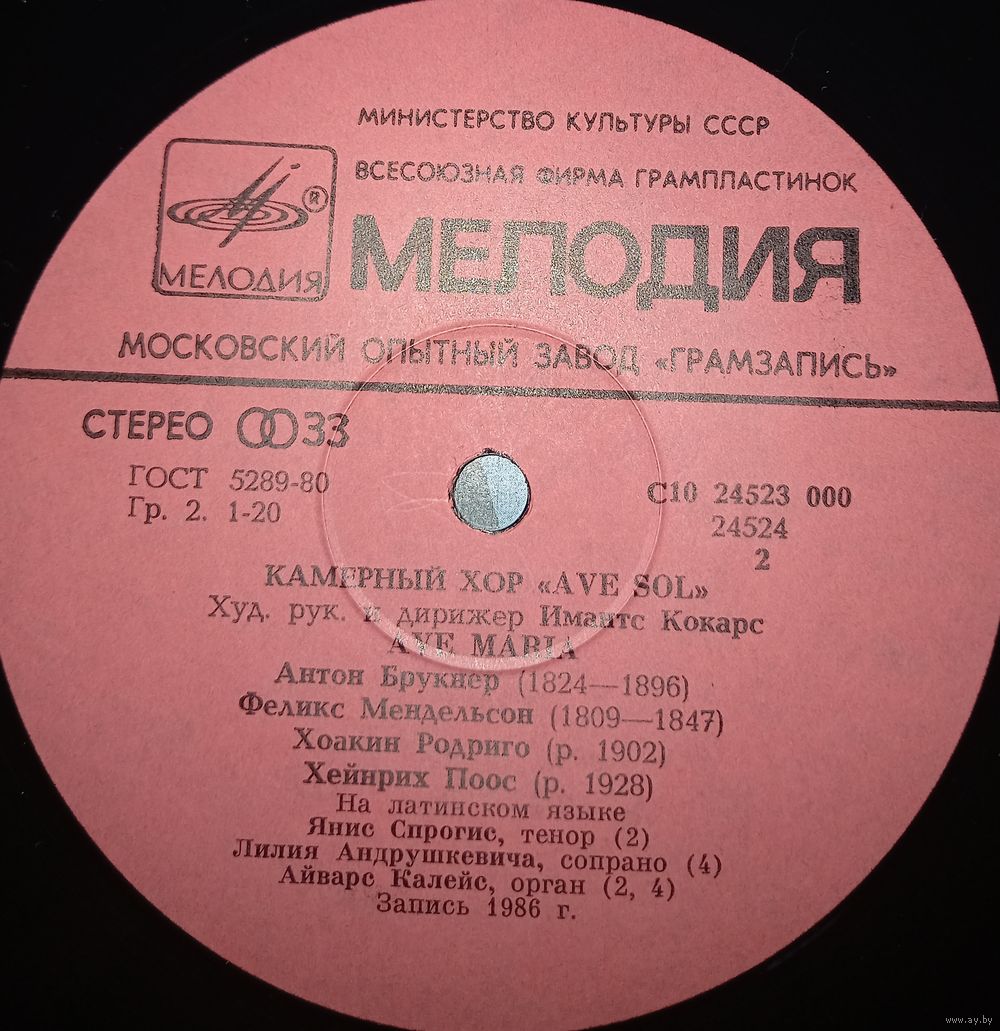 МИНИСТЕРСТВО КУЛЬТУРЫ СССР
ВСЕСОЮЗНАЯ ФИРМА ГРАМПЛАСТИНОК
®
МЕЛОДИЯ
МЕЛОДИЯ
МОСКОВСКИЙ ОПЫТНЫЙ ЗАВОД «ГРАМЗАПИСЬ»
СТЕРЕО 33
ГОСТ 5289-80
Гр. 2. 1-20
С10 24523 000
24524
2
КАМЕРНЫЙ ХОР «AVE SOL»
Худ. рук. и дирижер Имантс Кокарс
AVE MARIA
Антон Брукнер (1824—1896)
Феликс Мендельсон (1809—1847)
Хоакин Родриго (р. 1902)
Хейнрих Поос (р. 1928)
На латинском языке
Янис Спрогис, тенор (2)
Лилия Андрушкевича, сопрано (4)
Айварс Калейс, орган (2, 4)
Запись 1986 г.
www.ay.by